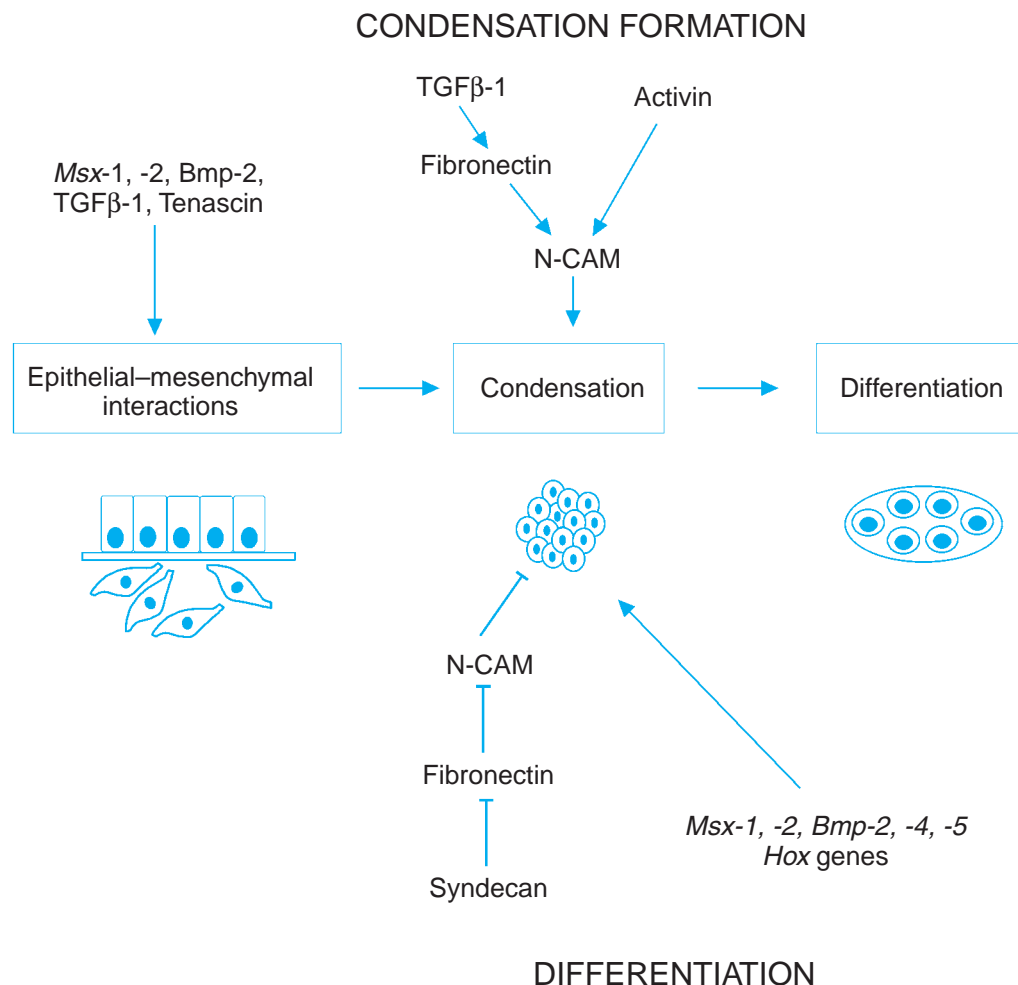 CONDENSATION FORMATION
TGFβ-1
Activin
Fibronectin
Msx-1, -2, Bmp-2,
TGFβ-1, Tenascin
N-CAM
Epithelial–mesenchymal
interactions
Condensation
Differentiation
N-CAM
Fibronectin
Msx-1, -2, Bmp-2, -4, -5
Hox genes
Syndecan
DIFFERENTIATION